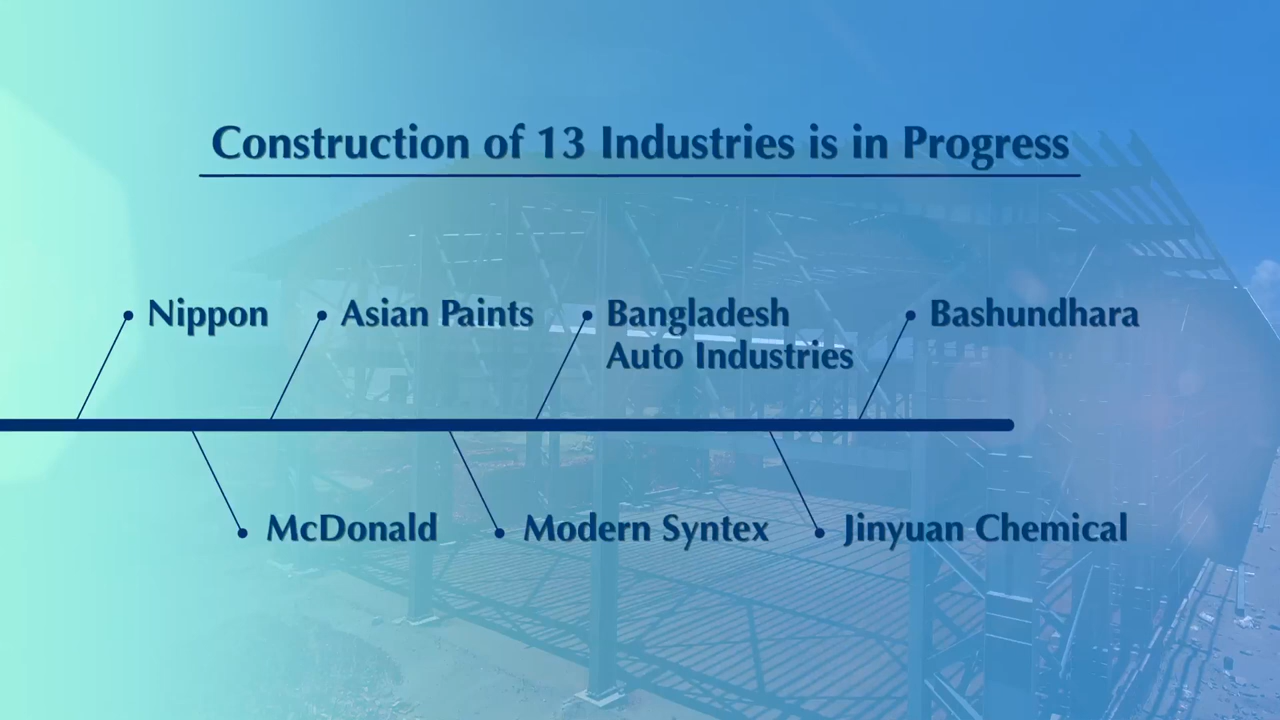 Construction of 13 Industries is in Progress
Nippon
Asian Paints
Bangladesh
Auto Industries
Bashundhara
McDonald
Modern Syntex
Jinyuan Chemical